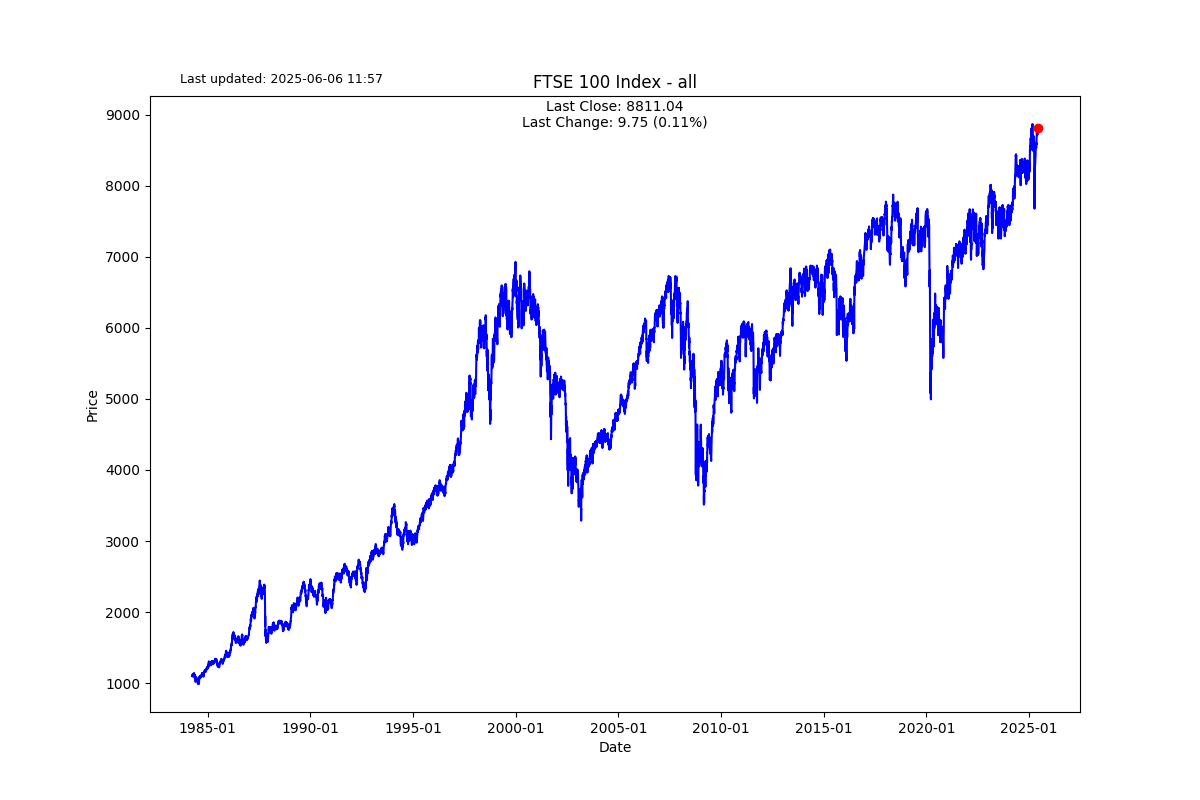 Last updated: 2025-06-06 11:57
FTSE 100 Index - all
Last Close: 8811.04
Last Change: 9.75 (0.11%)
9000
8000
7000
6000
5000
4000
3000
2000
1000
Price
1985-01 1990-01 1995-01 2000-01 2005-01 2010-01 2015-01 2020-01 2025-01
Date